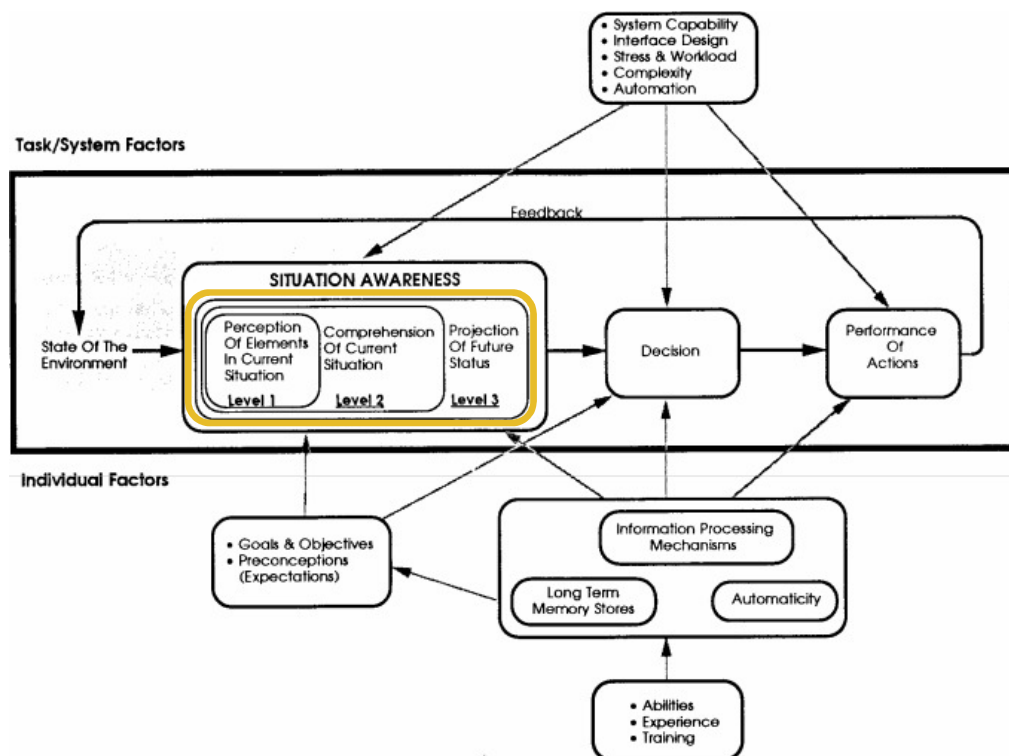 • System Capability
• Interface Design
• Stress & Workload
• Complexity
• Automation
Task/System Factors
Feedback
SITUATION AWARENESS
State Of The
Environment
Perception
Of Elements
In Current
Situation
Level 1
Comprehension
Of Current
Situation
Level 2
Projection
Of Future
Status
Level 3
Decision
Performance
Of
Actions
Individual Factors
• Goals & Objectives
• Preconceptions
(Expectations)
Information Processing
Mechanisms
Long Term
Memory Stores
Automaticity
• Abilities
• Experience
• Training